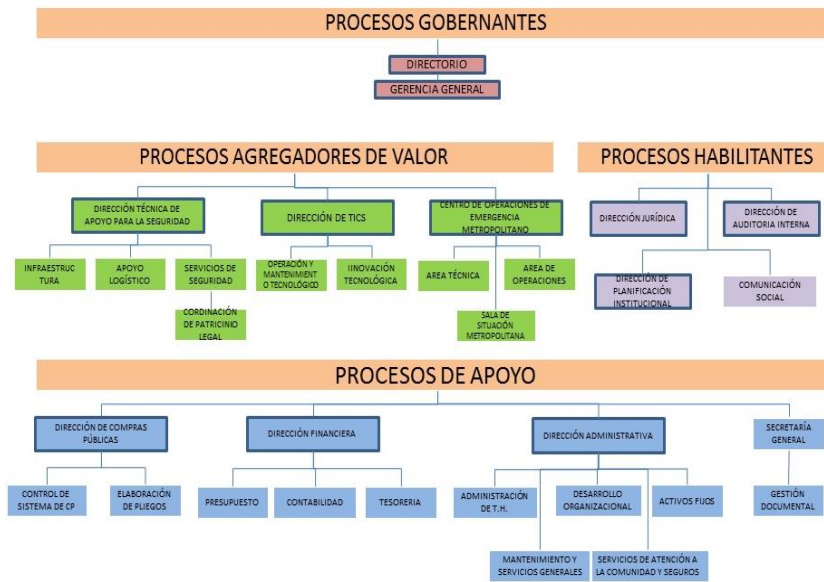 PROCESOS GOBERNANTES
DIRECTORIO
GERENCIA GENERAL
PROCESOS AGREGADORES DE VALOR
PROCESOS HABILITANTES
DIRECCIÓN TÉCNICA DE
APOYO PARA LA SEGURIDAD
DIRECCIÓN DE TICS
CENTRO DE OPERACIONES DE
EMERGENCIA
METROPOLITANO
DIRECCIÓN JURÍDICA
DIRECCIÓN DE
AUDITORIA INTERNA
INFRAESTRUC
TURA
APOYO
LOGÍSTICO
SERVICIOS DE
SEGURIDAD
OPERACIÓN Y
MANTENIMIENT
O TECNOLÓGICO
IINOVACIÓN
TECNOLÓGICA
AREA TÉCNICA
AREA DE
OPERACIONES
DIRECCIÓN DE
PLANIFICACIÓN
INSTITUCIONAL
COMUNICACIÓN
SOCIAL
CORDINACIÓN
DE PATRICINIO
LEGAL
SALA DE
SITUACIÓN
METROPOLITANA
PROCESOS DE APOYO
DIRECCIÓN DE COMPRAS
PÚBLICAS
DIRECCIÓN FINANCIERA
DIRECCIÓN ADMINISTRATIVA
SECRETARÍA
GENERAL
CONTROL DE
SISTEMA DE CP
ELABORACIÓN
DE PLIEGOS
PRESUPUESTO
CONTABILIDAD
TESORERIA
ADMINISTRACIÓN
DE T.H.
DESARROLLO
ORGANIZACIONAL
ACTIVOS FIJOS
GESTIÓN
DOCUMENTAL
MANTENIMIENTO Y
SERVICIOS GENERALES
SERVICIOS DE ATENCIÓN A
LA COMUNIDAD Y SEGUROS